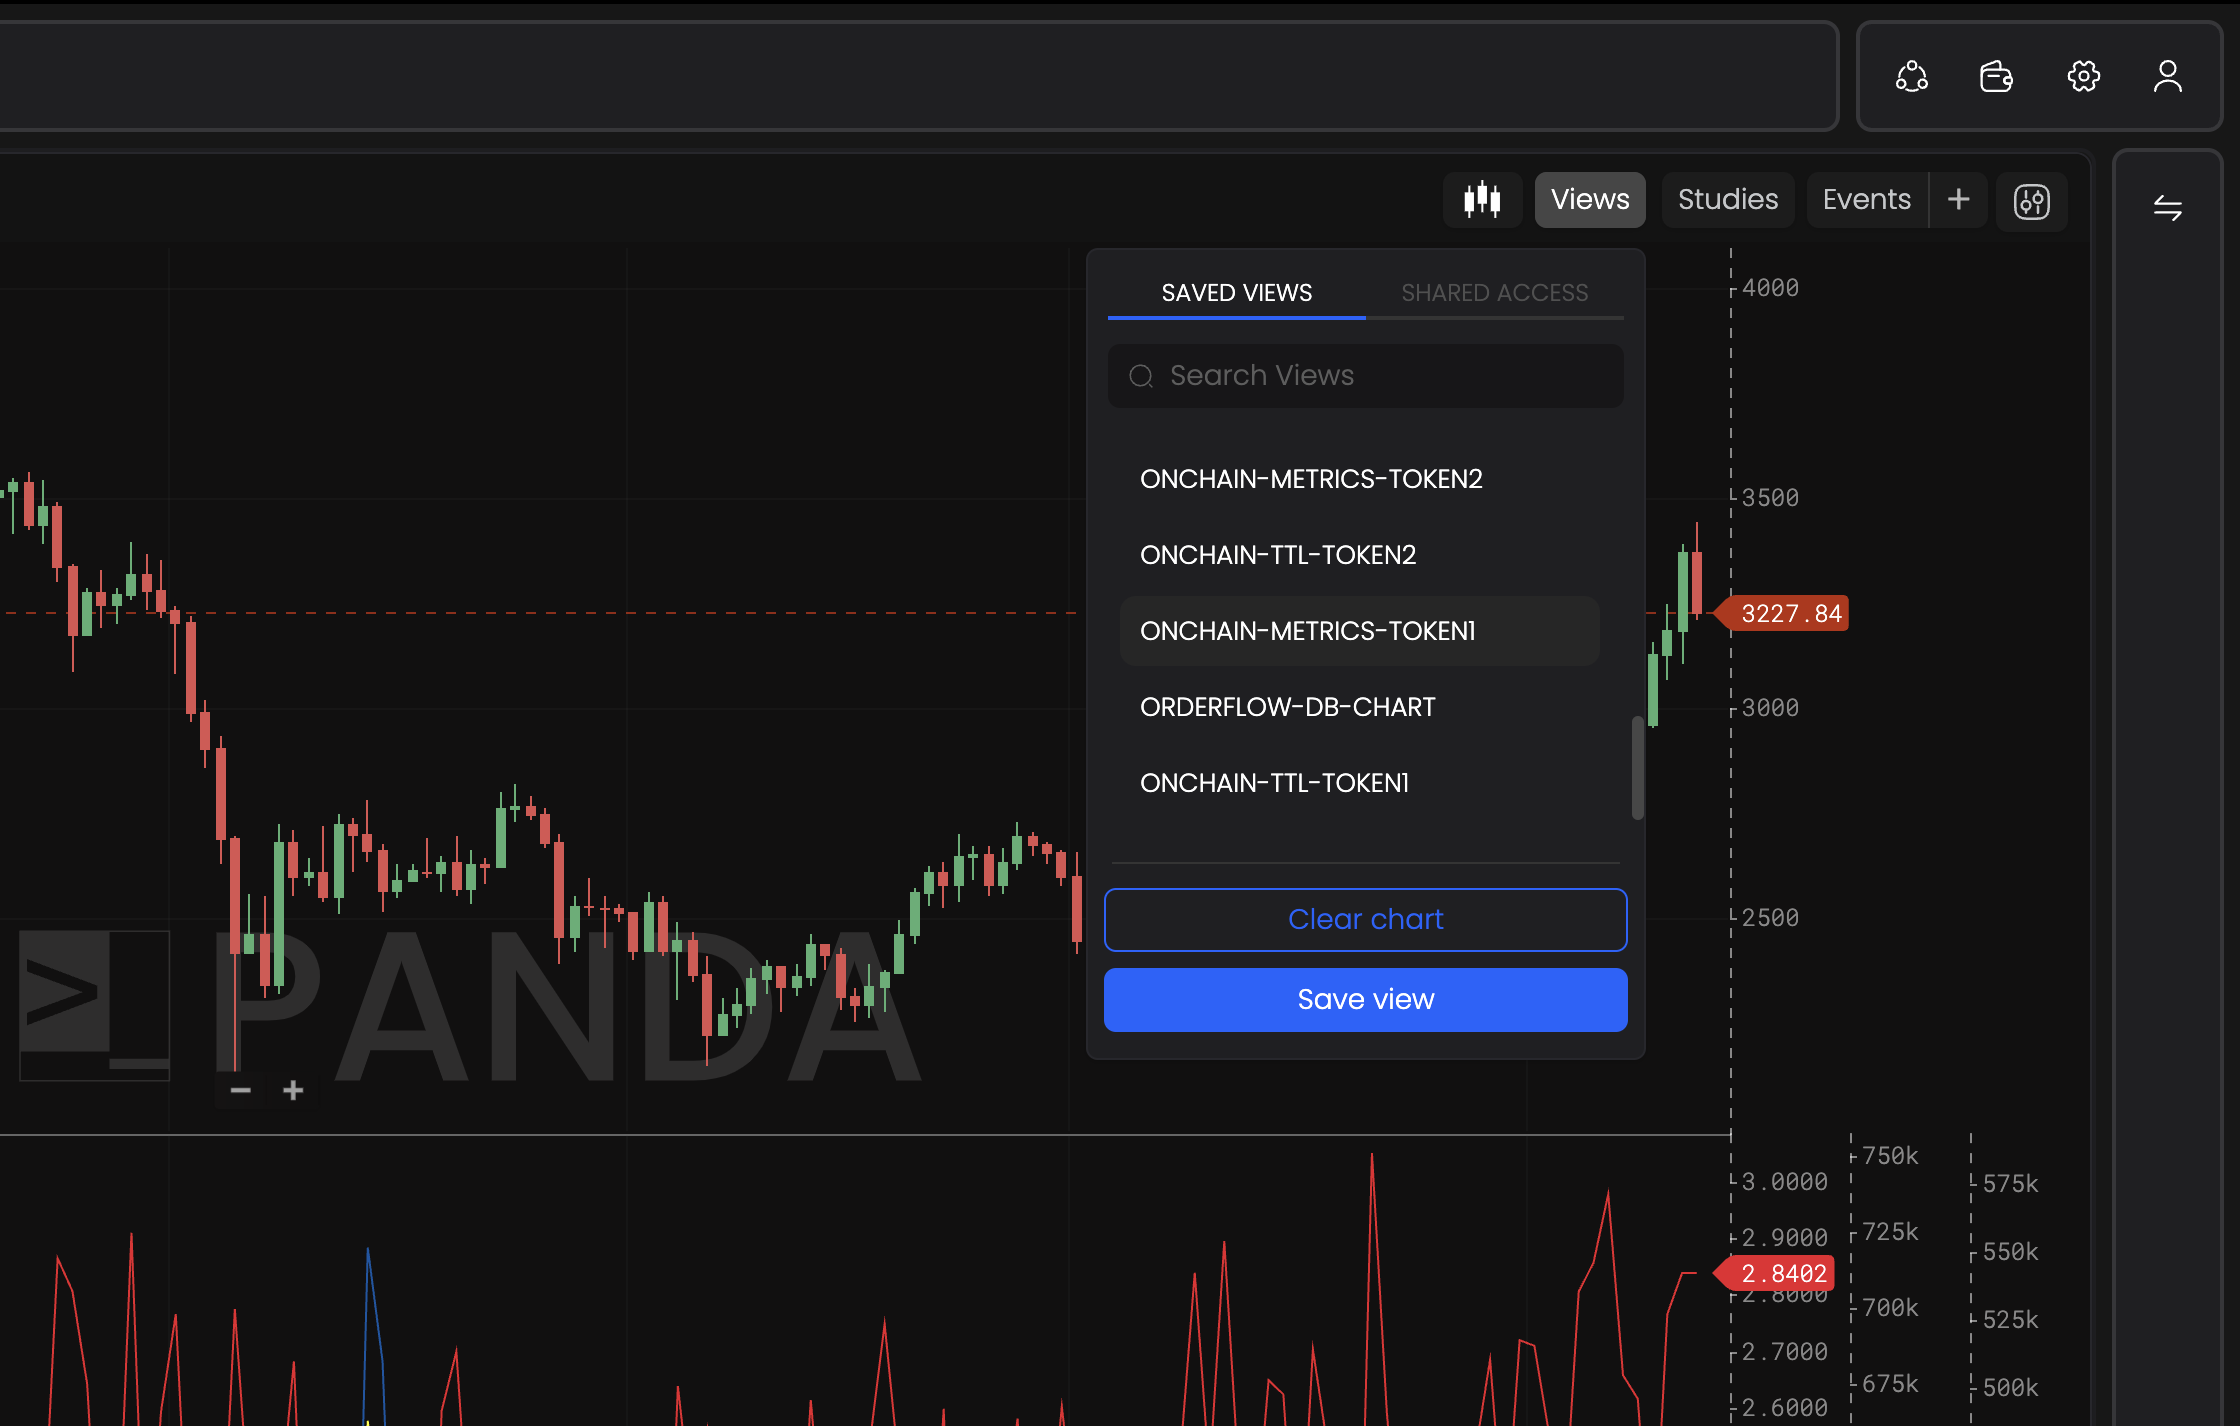 Views
Studies
Events
+
SAVED VIEWS
SHARED ACCESS
Search Views
ONCHAIN-METRICS-TOKEN2
ONCHAIN-TTL-TOKEN2
ONCHAIN-METRICS-TOKEN1
ORDERFLOW-DB-CHART
ONCHAIN-TTL-TOKEN1
Clear chart
Save view
4000
3500
3227.84
3000
2500
>_ PANDA
− +
3.0000
2.9000
2.8402
2.8000
2.7000
2.6000
750k
725k
700k
675k
575k
550k
525k
500k